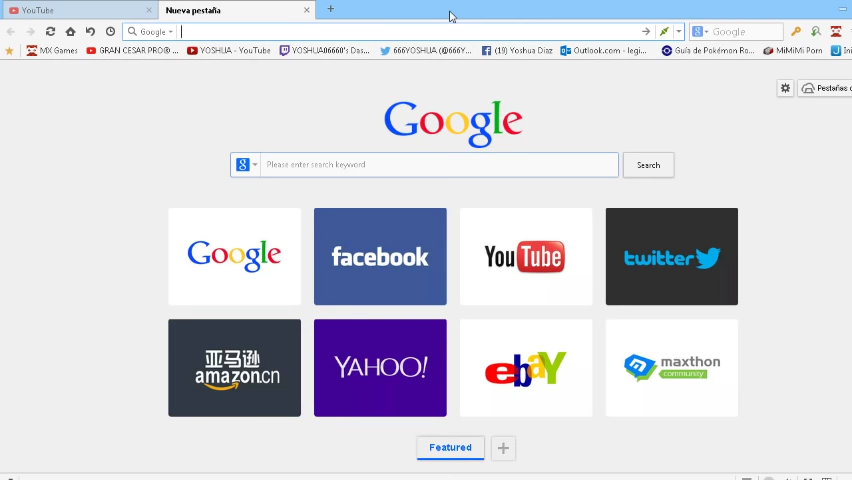 YouTube
Nueva pestaña
Google
Google
MX Games
GRAN CESAR PRO® ...
YOSHUA - YouTube
YOSHUA06660's Das...
666YOSHUA (@666Y...
(19) Yoshua Diaz
Outlook.com - legi...
Guía de Pokémon Ro...
MiMiMi Porn
Ini
Pestañas c
Google
Please enter search keyword
Search
Google
facebook
YouTube
twitter
亚马逊
amazon.cn
YAHOO!
ebaY
maxthon
community
Featured